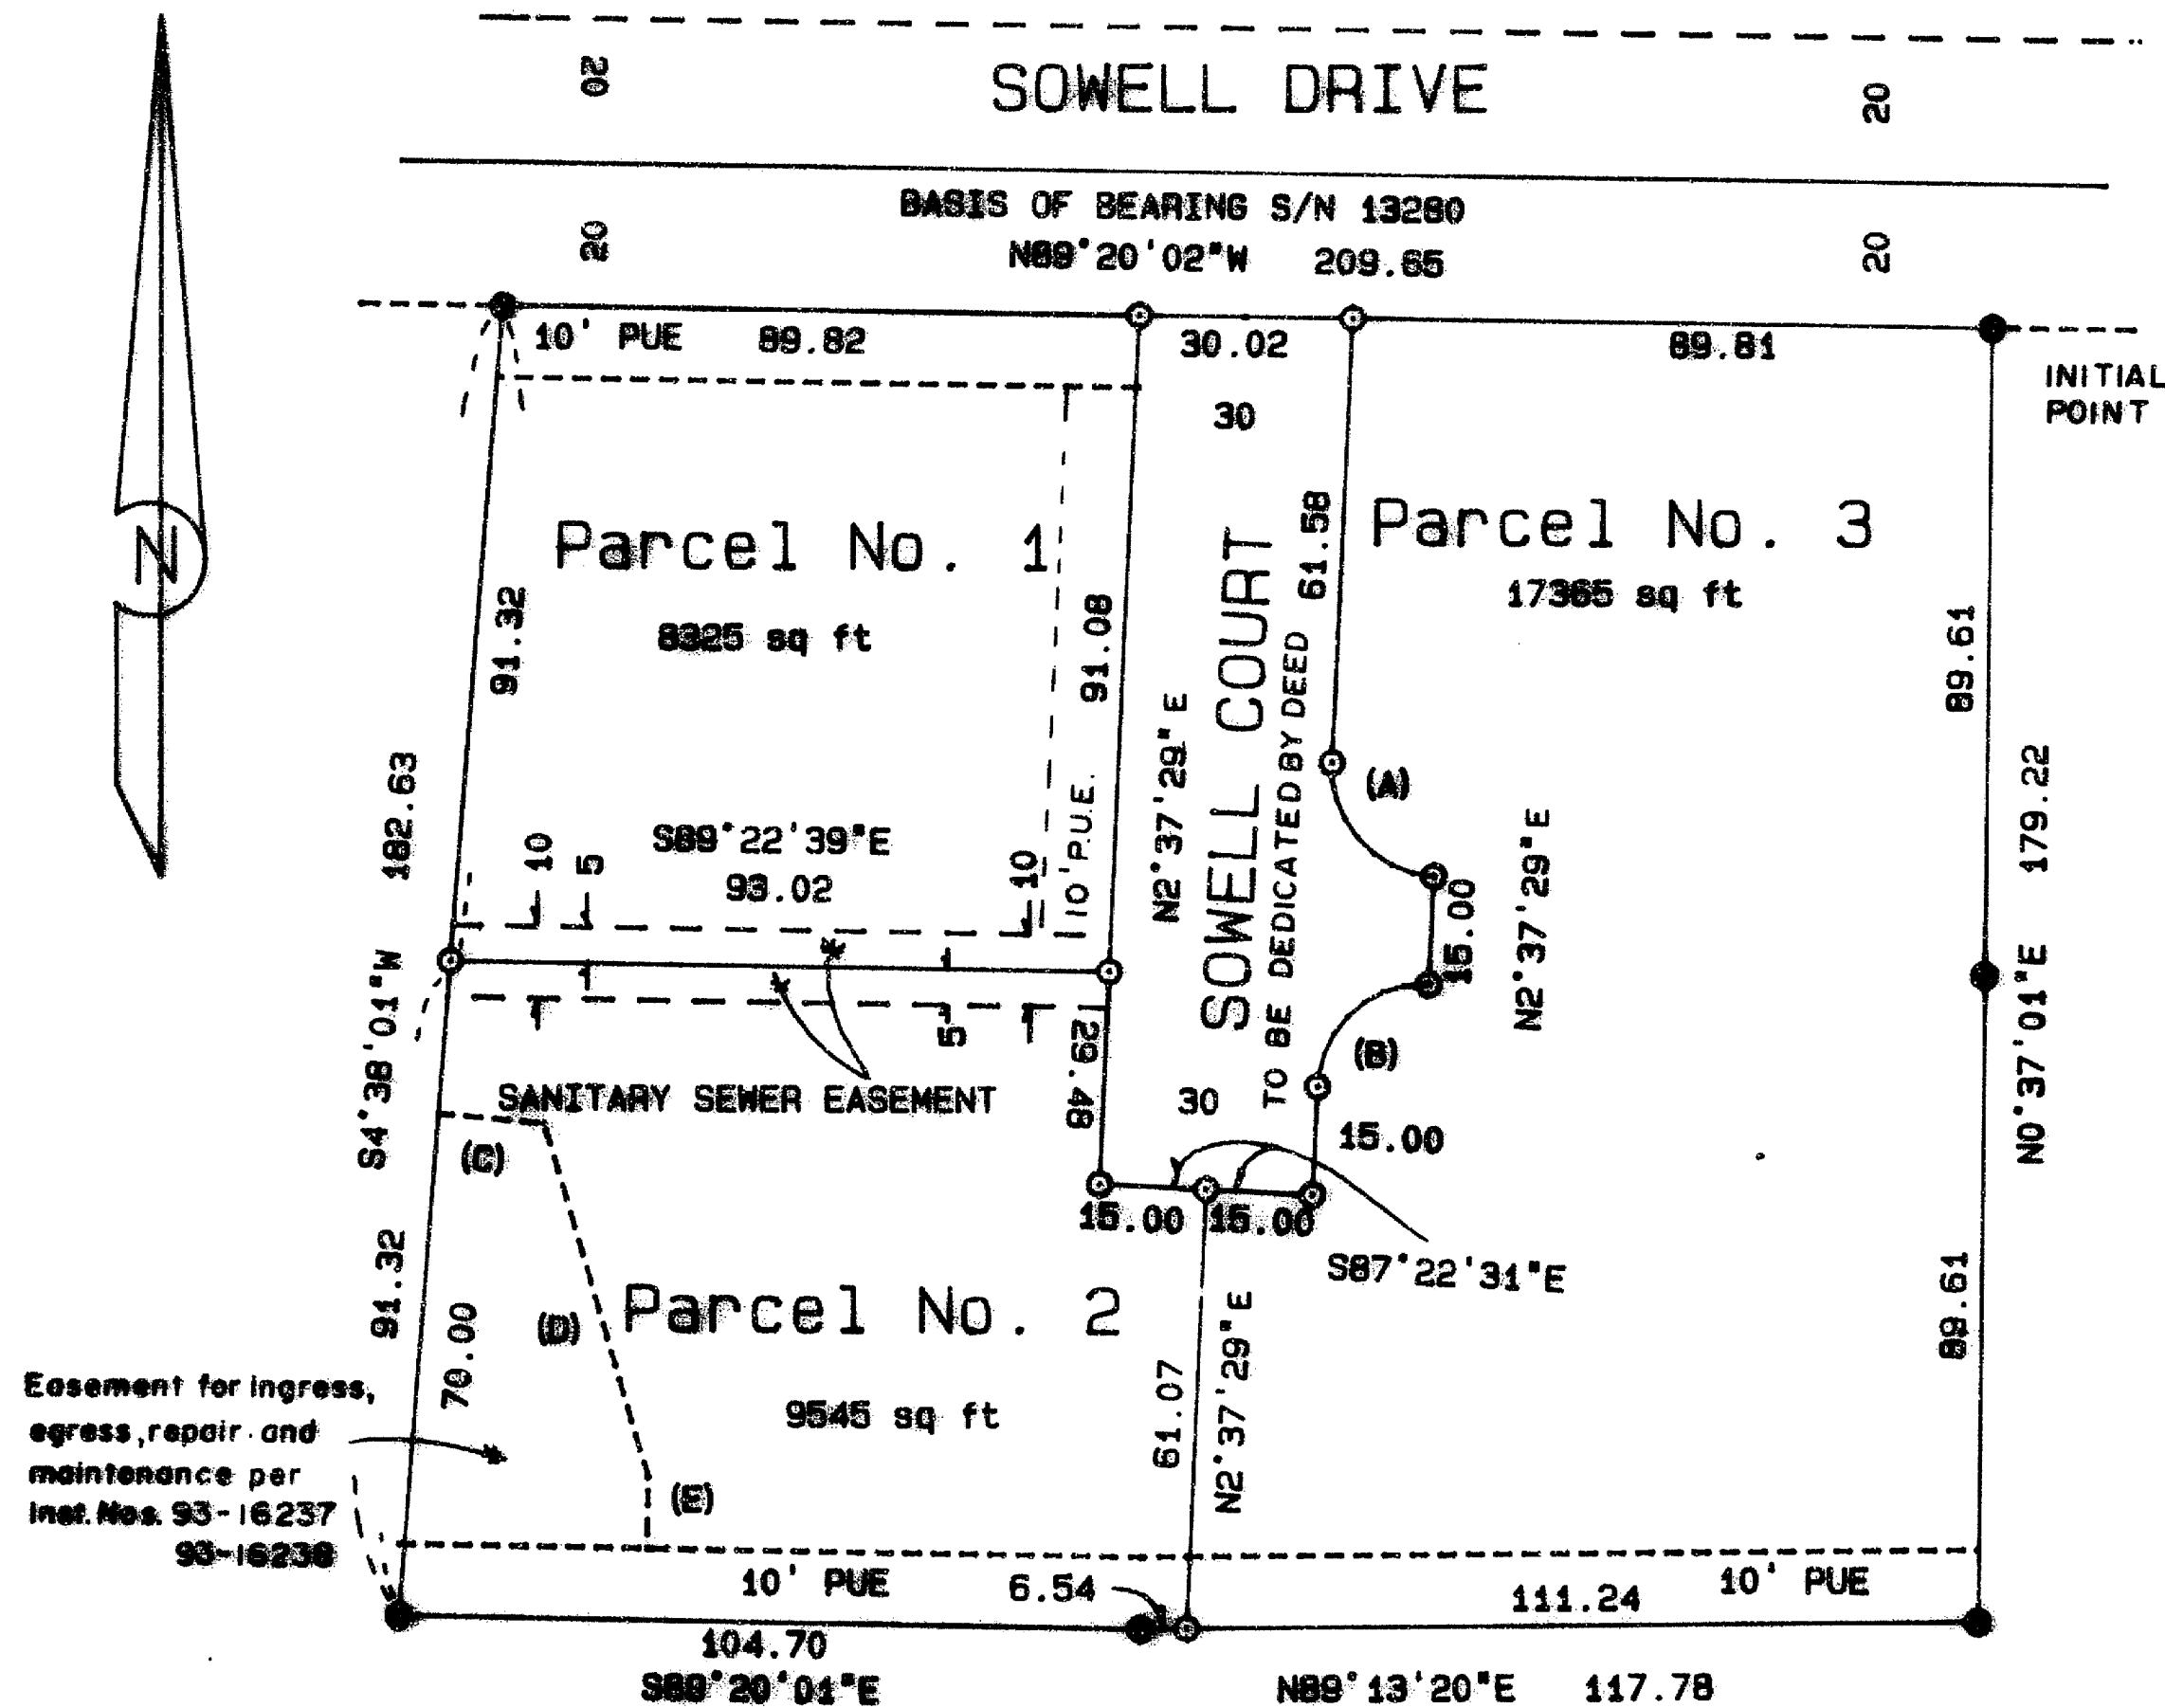 20
SOWELL DRIVE
20
BASIS OF BEARING S/N 13280
20
N89°20'02"W 209.65
20
10' PUE 89.82
30.02
89.81
INITIAL
POINT
30
N
Parcel No. 1
8325 sq ft
91.32
91.08
10' P.U.E.
S89°22'39"E
93.02
10
5
10
5
SANITARY SEWER EASEMENT
182.63
S4°38'01"W
N2°37'29"E
SOWELL COURT
TO BE DEDICATED BY DEED
61.58
Parcel No. 3
17365 sq ft
89.61
179.22
N0°37'01"E
(A)
15.00
N2°37'29"E
(B)
29.48
30
15.00
15.00
15.00
S87°22'31"E
(C)
(D)
(E)
91.32
70.00
Parcel No. 2
9545 sq ft
61.07
N2°37'29"E
89.61
Easement for ingress,
egress, repair and
maintenance per
Inst. Nos. 93-16237
93-16238
10' PUE
6.54
111.24
10' PUE
104.70
S89°20'01"E
N89°13'20"E 117.78